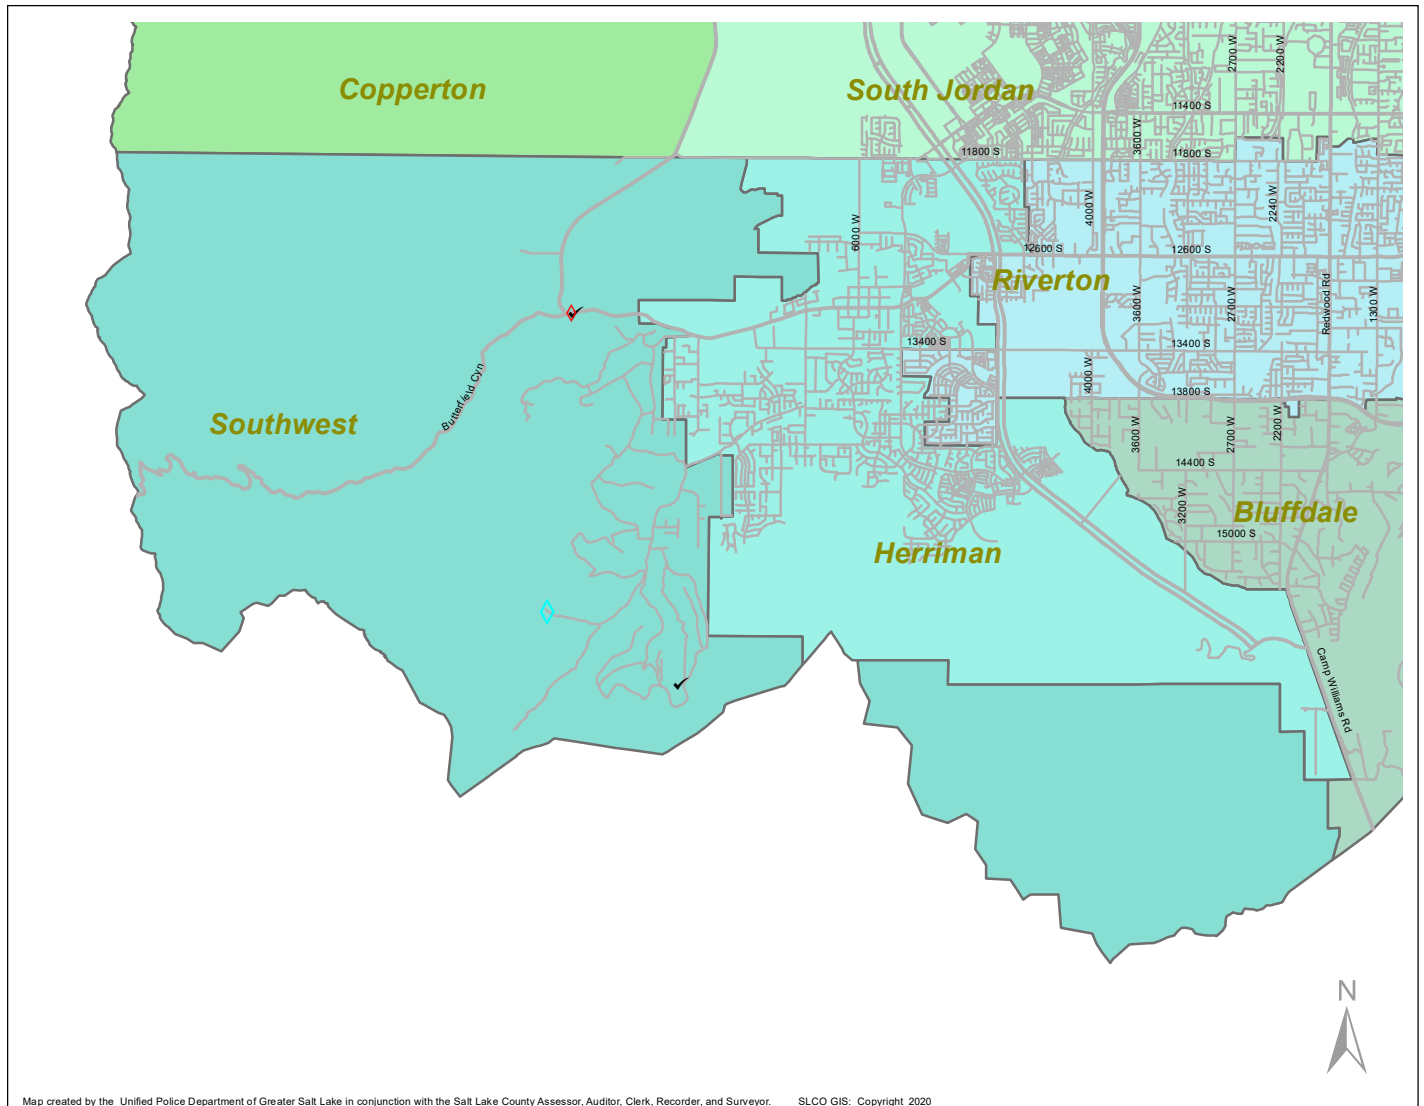 2700 W
2200 W
Copperton
South Jordan
11400 S
3600 W
11800 S
11800 S
4000 W
2240 W
6000 W
12600 S
12600 S
Riverton
Redwood Rd
3600 W
2700 W
1300 W
13400 S
13400 S
4000 W
13800 S
Butterfield Cyn
Southwest
3600 W
2700 W
2200 W
14400 S
3200 W
Bluffdale
15000 S
Herriman
Camp Williams Rd
N
Map created by the Unified Police Department of Greater Salt Lake in conjunction with the Salt Lake County Assessor, Auditor, Clerk, Recorder, and Surveyor. SLCO GIS: Copyright 2020